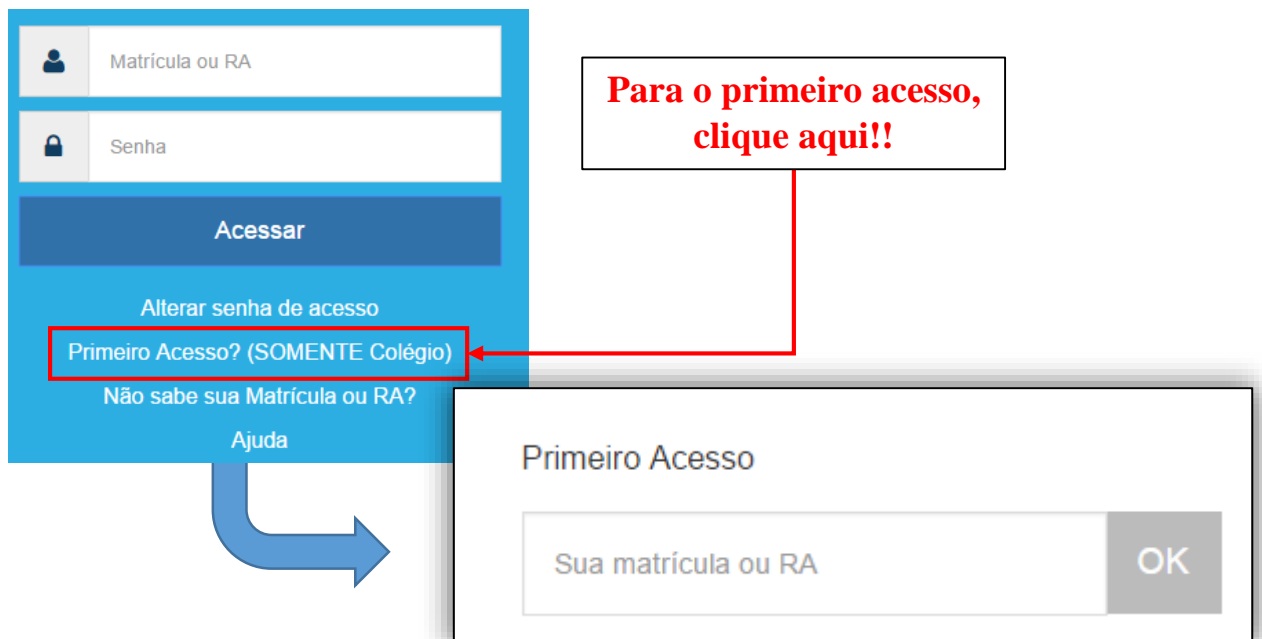 Matrícula ou RA
Senha
Acessar
Alterar senha de acesso
Primeiro Acesso? (SOMENTE Colégio)
Não sabe sua Matrícula ou RA?
Ajuda
Para o primeiro acesso,
clique aqui!!
Primeiro Acesso
Sua matrícula ou RA
OK